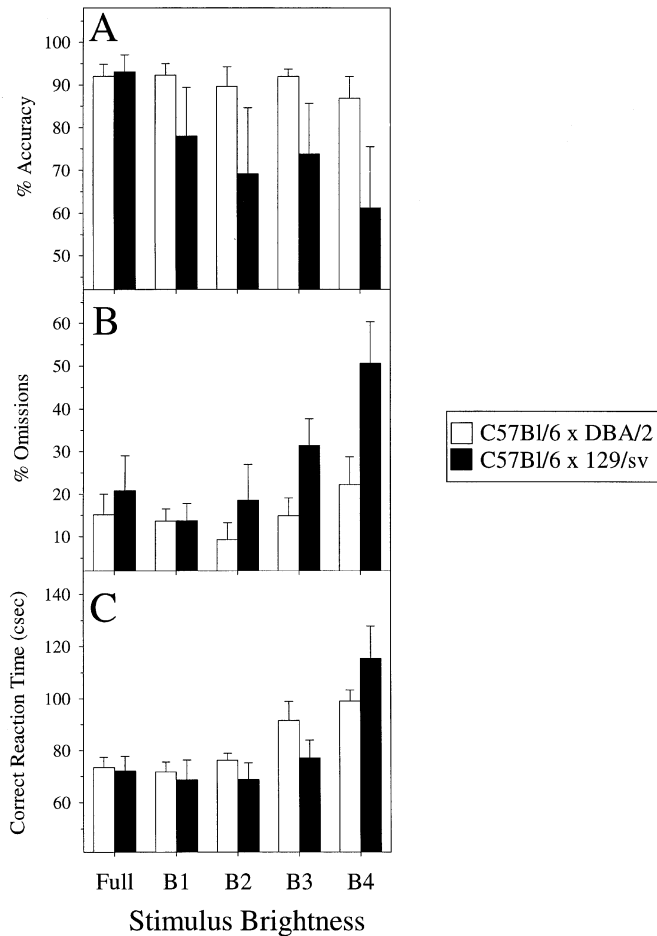 A
100
90
80
70
60
50
% Accuracy
B
60
50
40
30
20
10
% Omissions
C57Bl/6 x DBA/2
C57Bl/6 x 129/sv
C
140
120
100
80
60
Correct Reaction Time (csec)
Full B1 B2 B3 B4
Stimulus Brightness